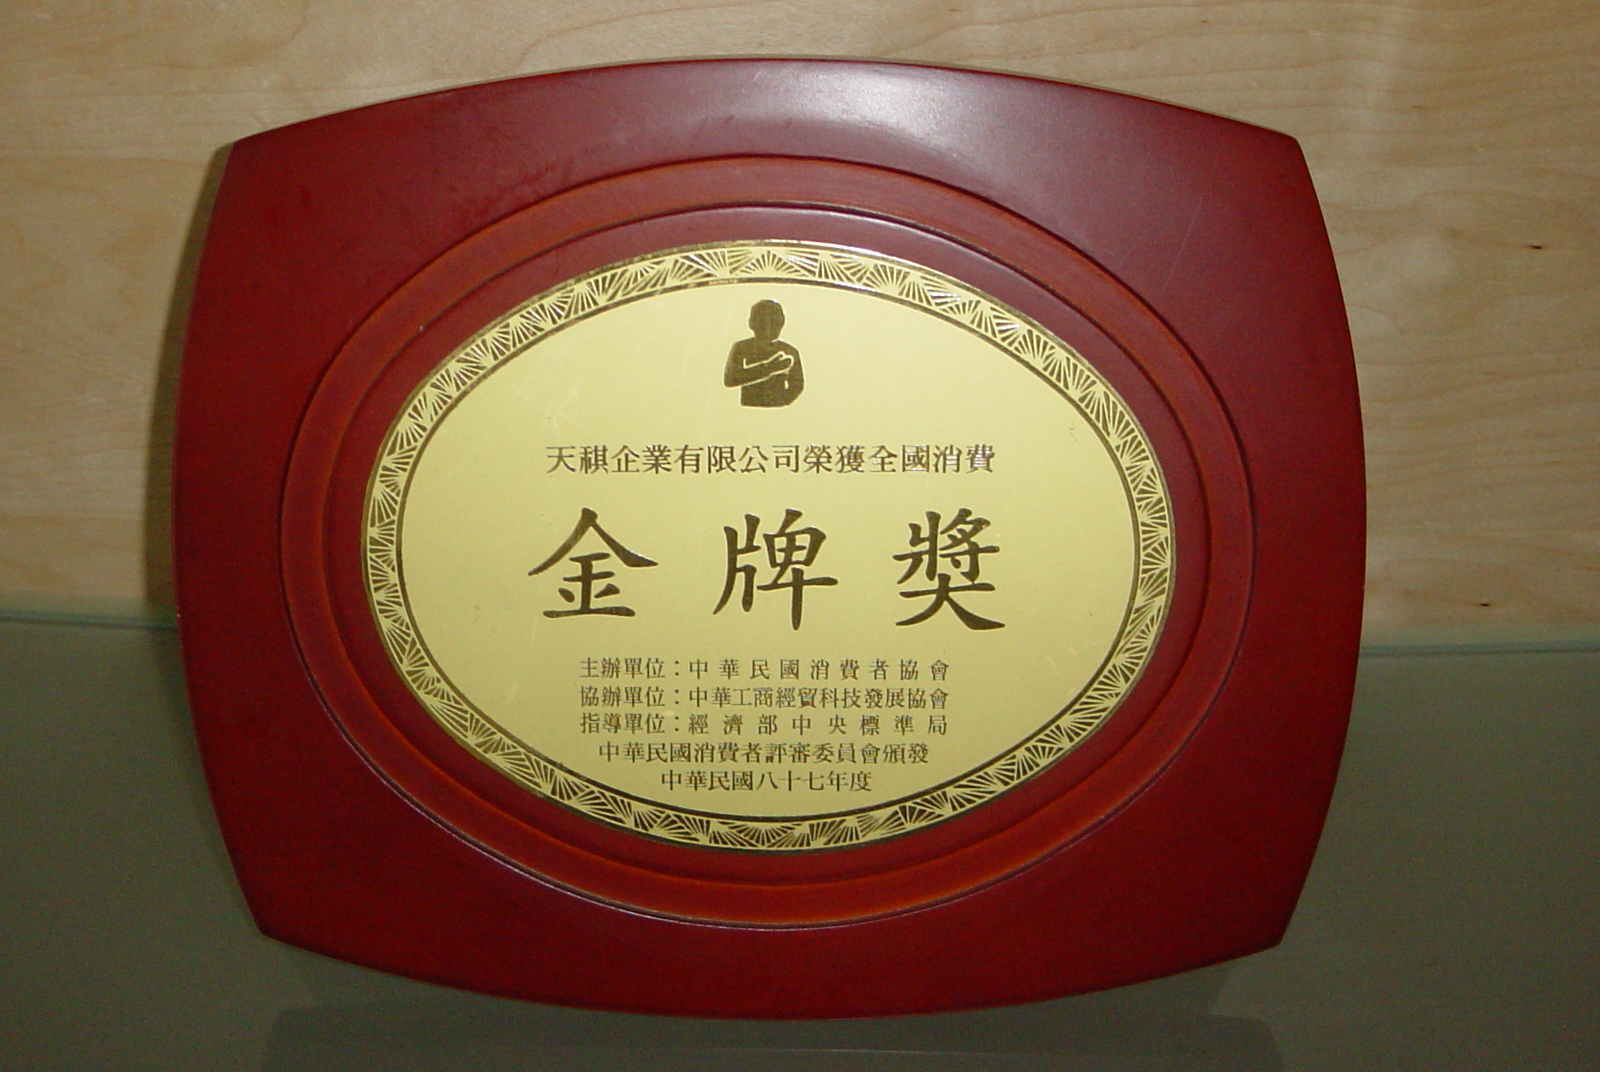 天祺企業有限公司榮獲全國消費
金牌獎
主辦單位：中華民國消費者協會
協辦單位：中華工商經貿科技發展協會
指導單位：經濟部中央標準局
中華民國消費者評審委員會頒發
中華民國八十七年度